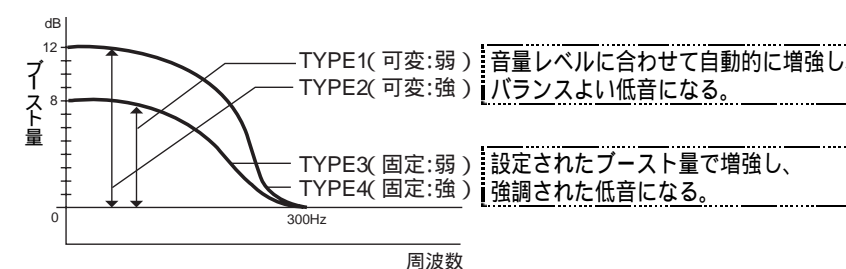 dB
12
8
0
ブースト量
300Hz
周波数
TYPE1(可変:弱)
TYPE2(可変:強)
音量レベルに合わせて自動的に増強し
バランスよい低音になる。
TYPE3(固定:弱)
TYPE4(固定:強)
設定されたブースト量で増強し、
強調された低音になる。